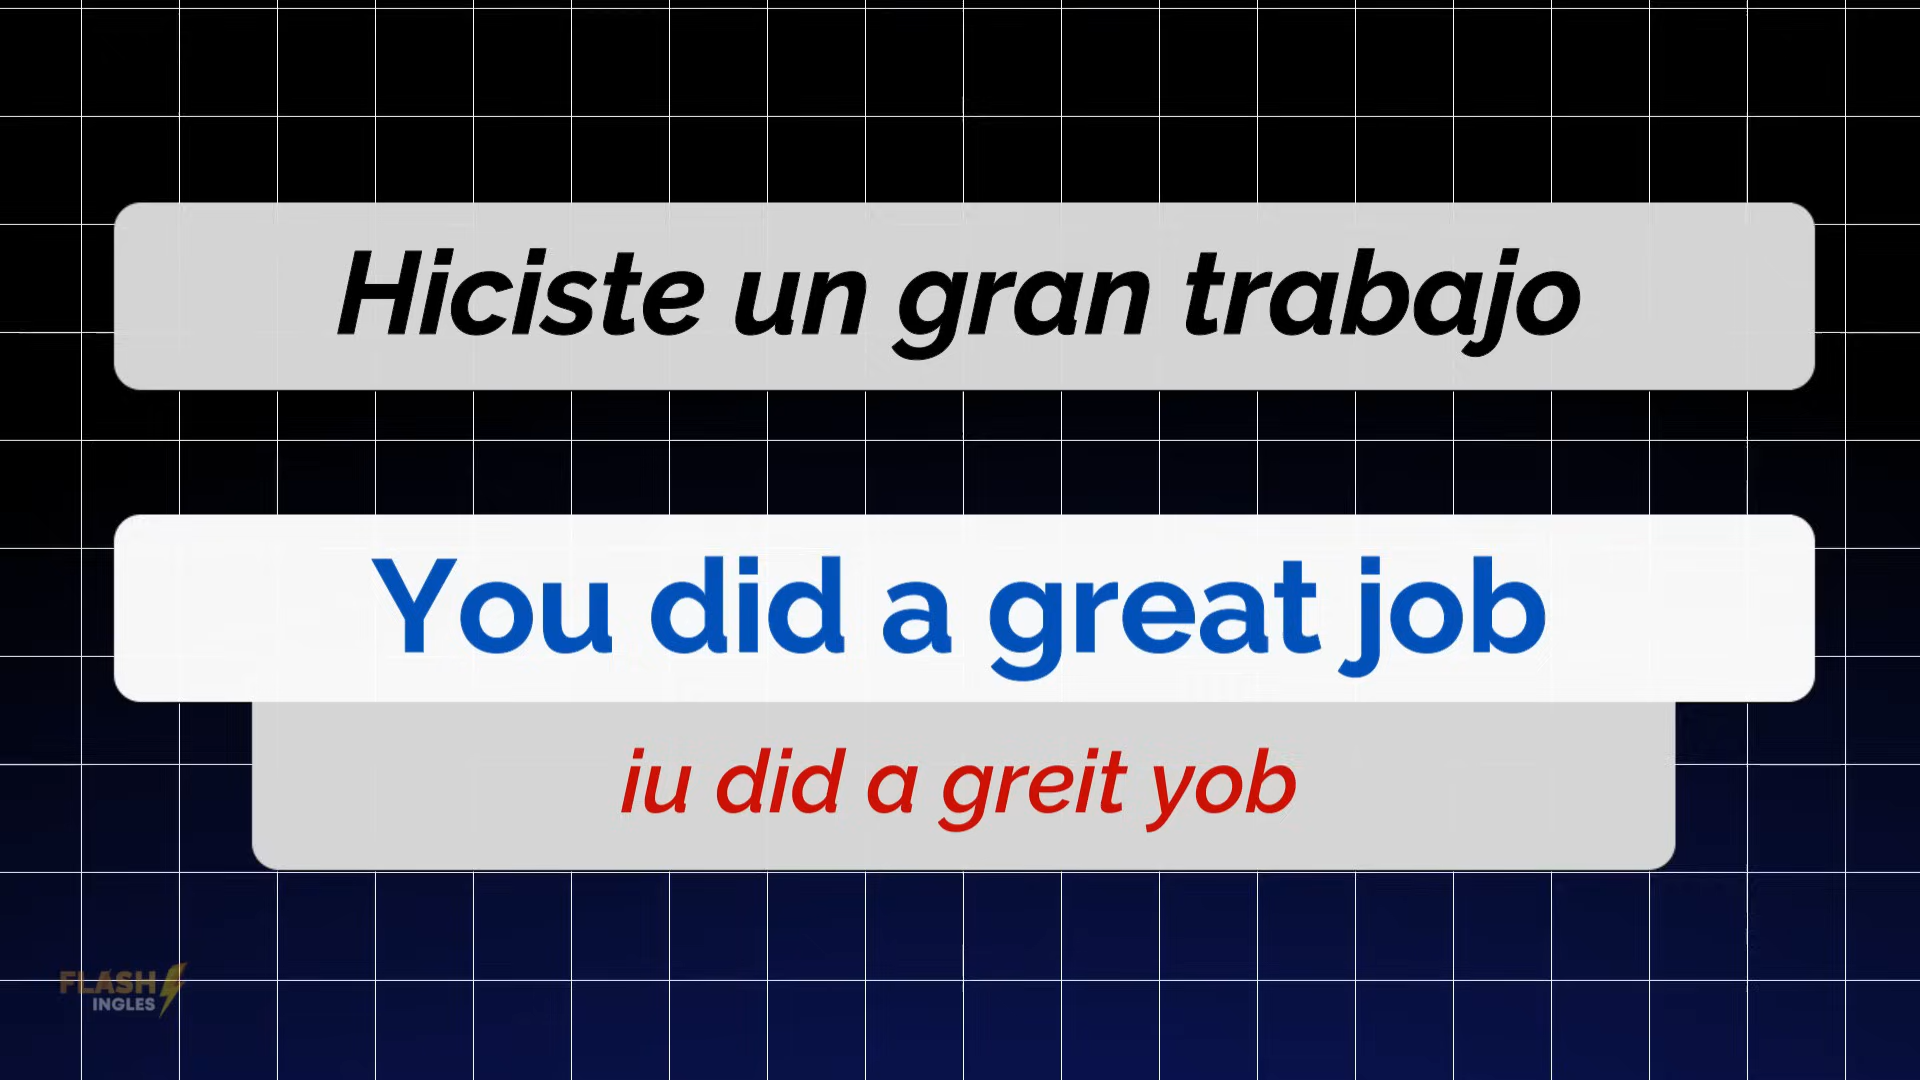 Hiciste un gran trabajo
You did a great job
iu did a greit yob
FLASH
INGLES